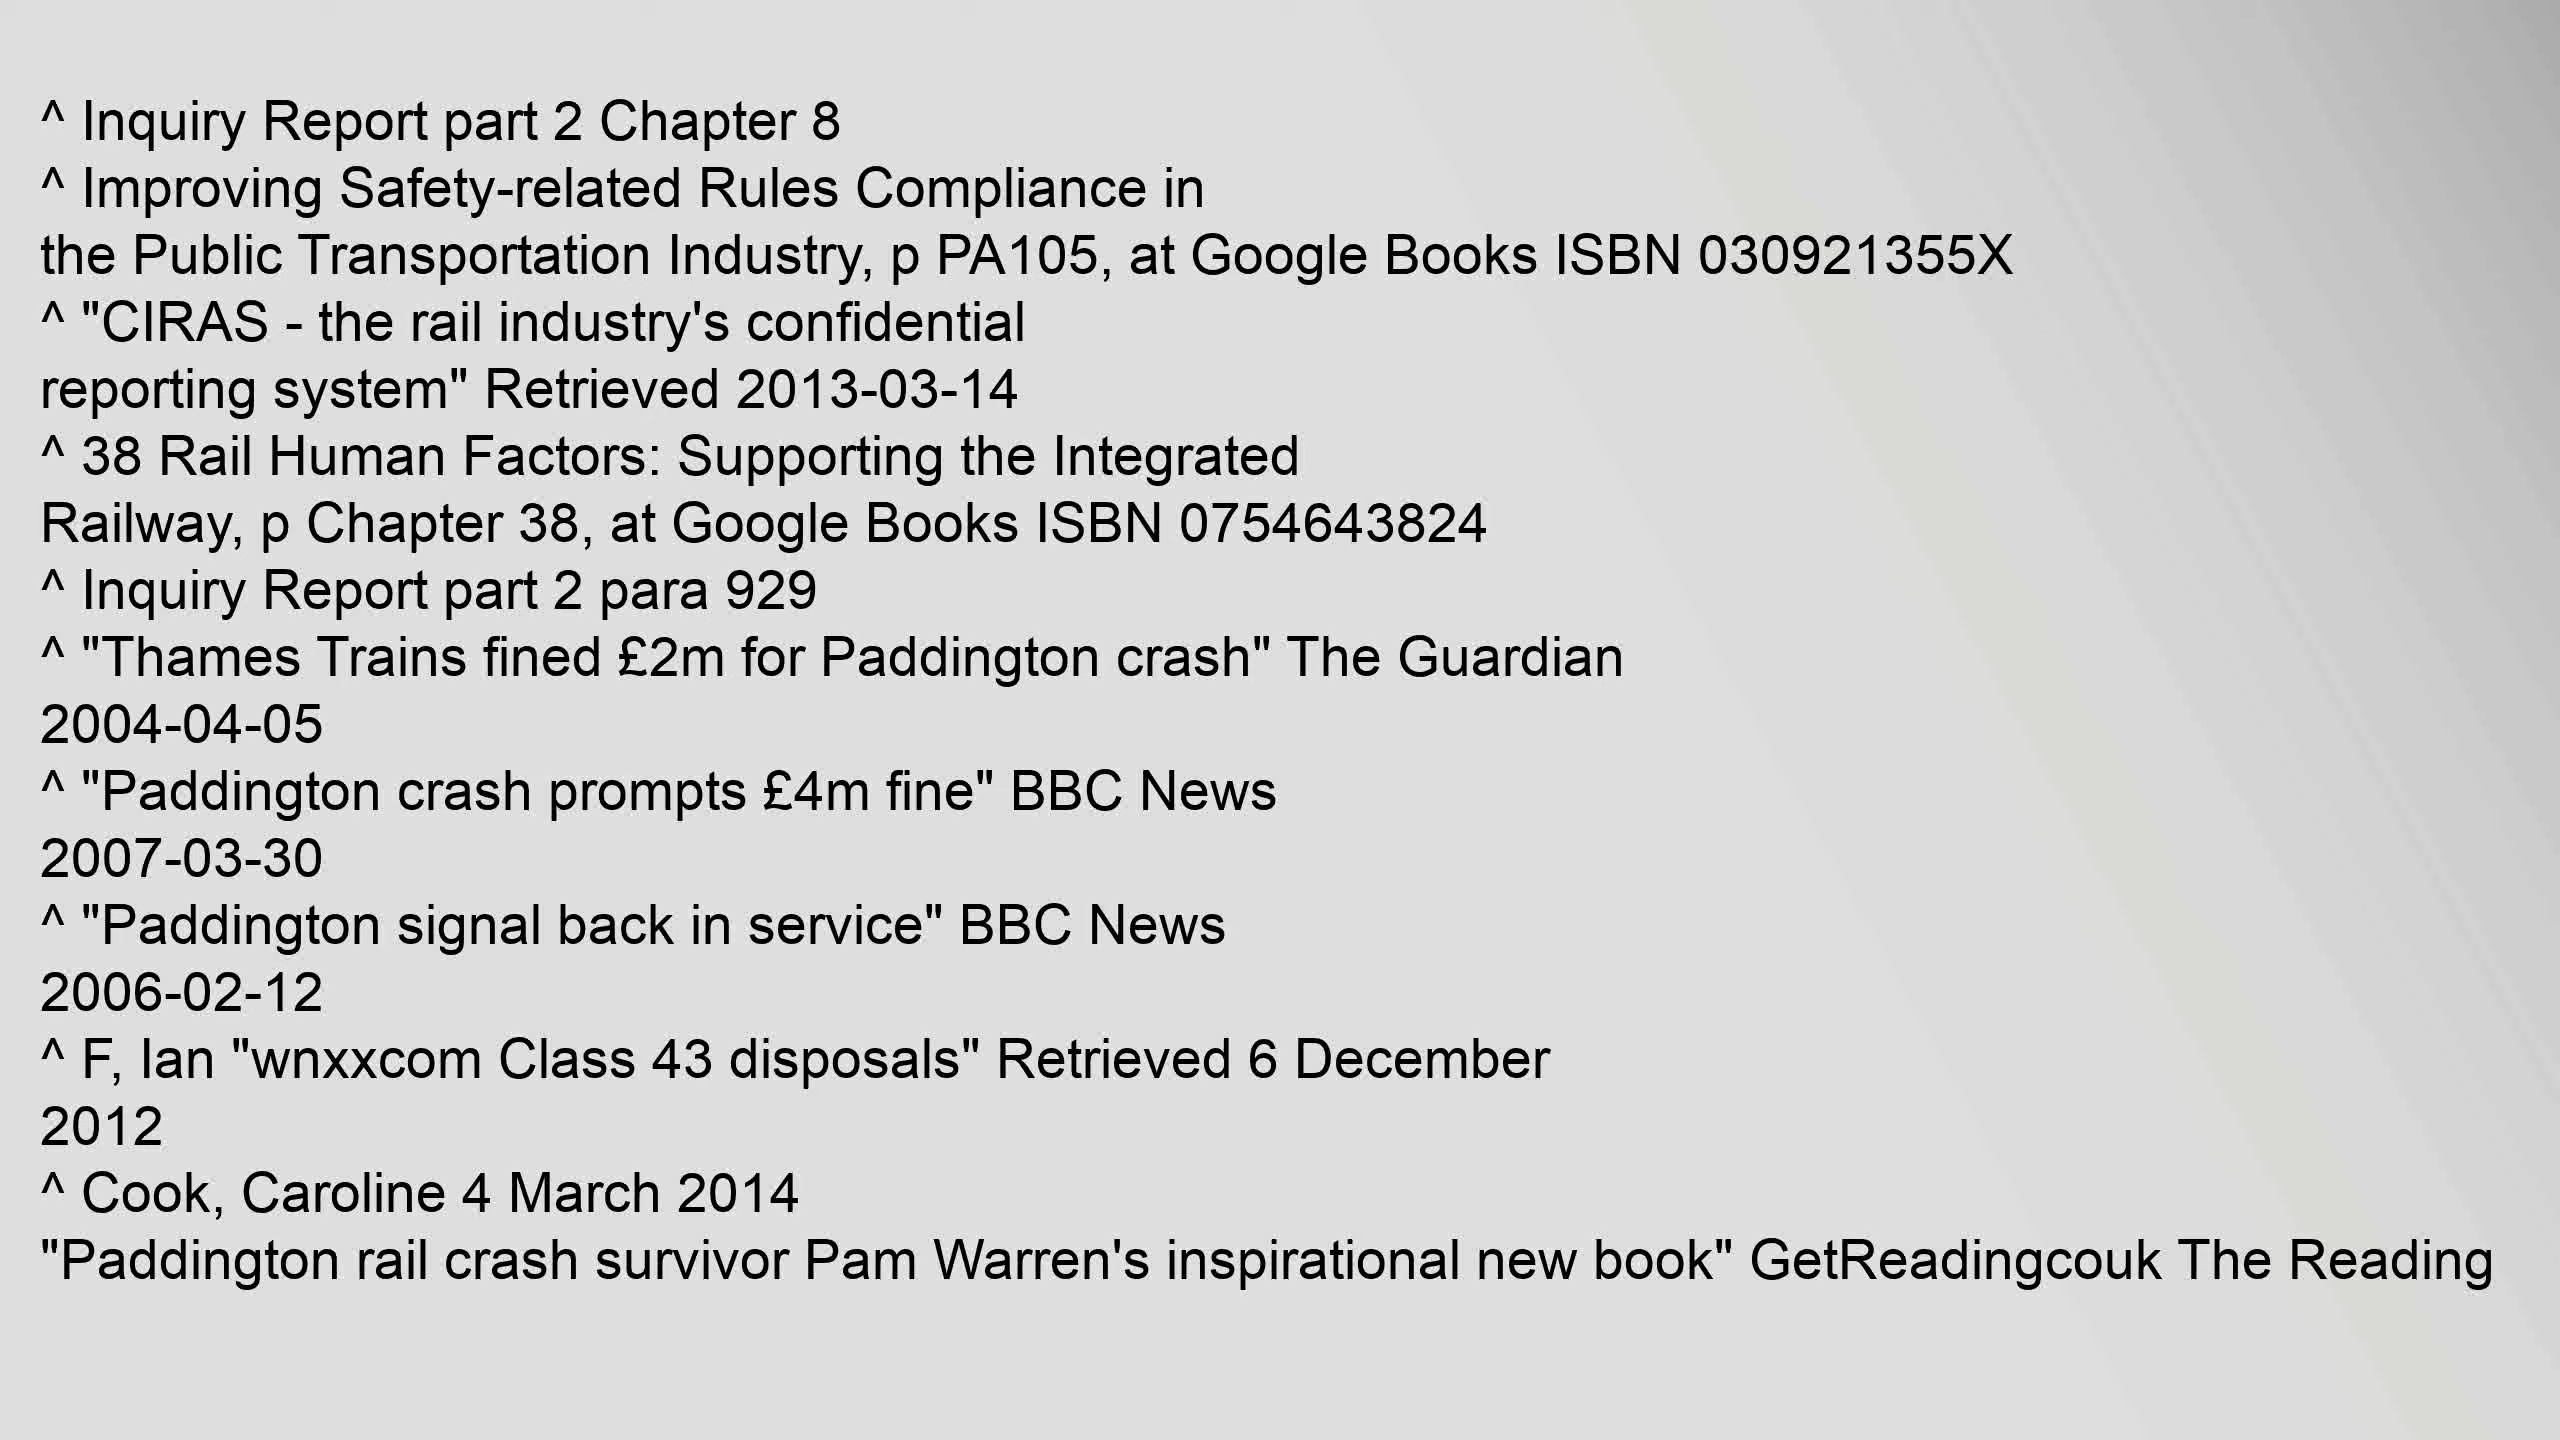 ^ Inquiry Report part 2 Chapter 8
^ Improving Safety-related Rules Compliance in
the Public Transportation Industry, p PA105, at Google Books ISBN 030921355X
^ "CIRAS - the rail industry's confidential
reporting system" Retrieved 2013-03-14
^ 38 Rail Human Factors: Supporting the Integrated
Railway, p Chapter 38, at Google Books ISBN 0754643824
^ Inquiry Report part 2 para 929
^ "Thames Trains fined £2m for Paddington crash" The Guardian
2004-04-05
^ "Paddington crash prompts £4m fine" BBC News
2007-03-30
^ "Paddington signal back in service" BBC News
2006-02-12
^ F, Ian "wnxxcom Class 43 disposals" Retrieved 6 December
2012
^ Cook, Caroline 4 March 2014
"Paddington rail crash survivor Pam Warren's inspirational new book" GetReadingcouk The Reading